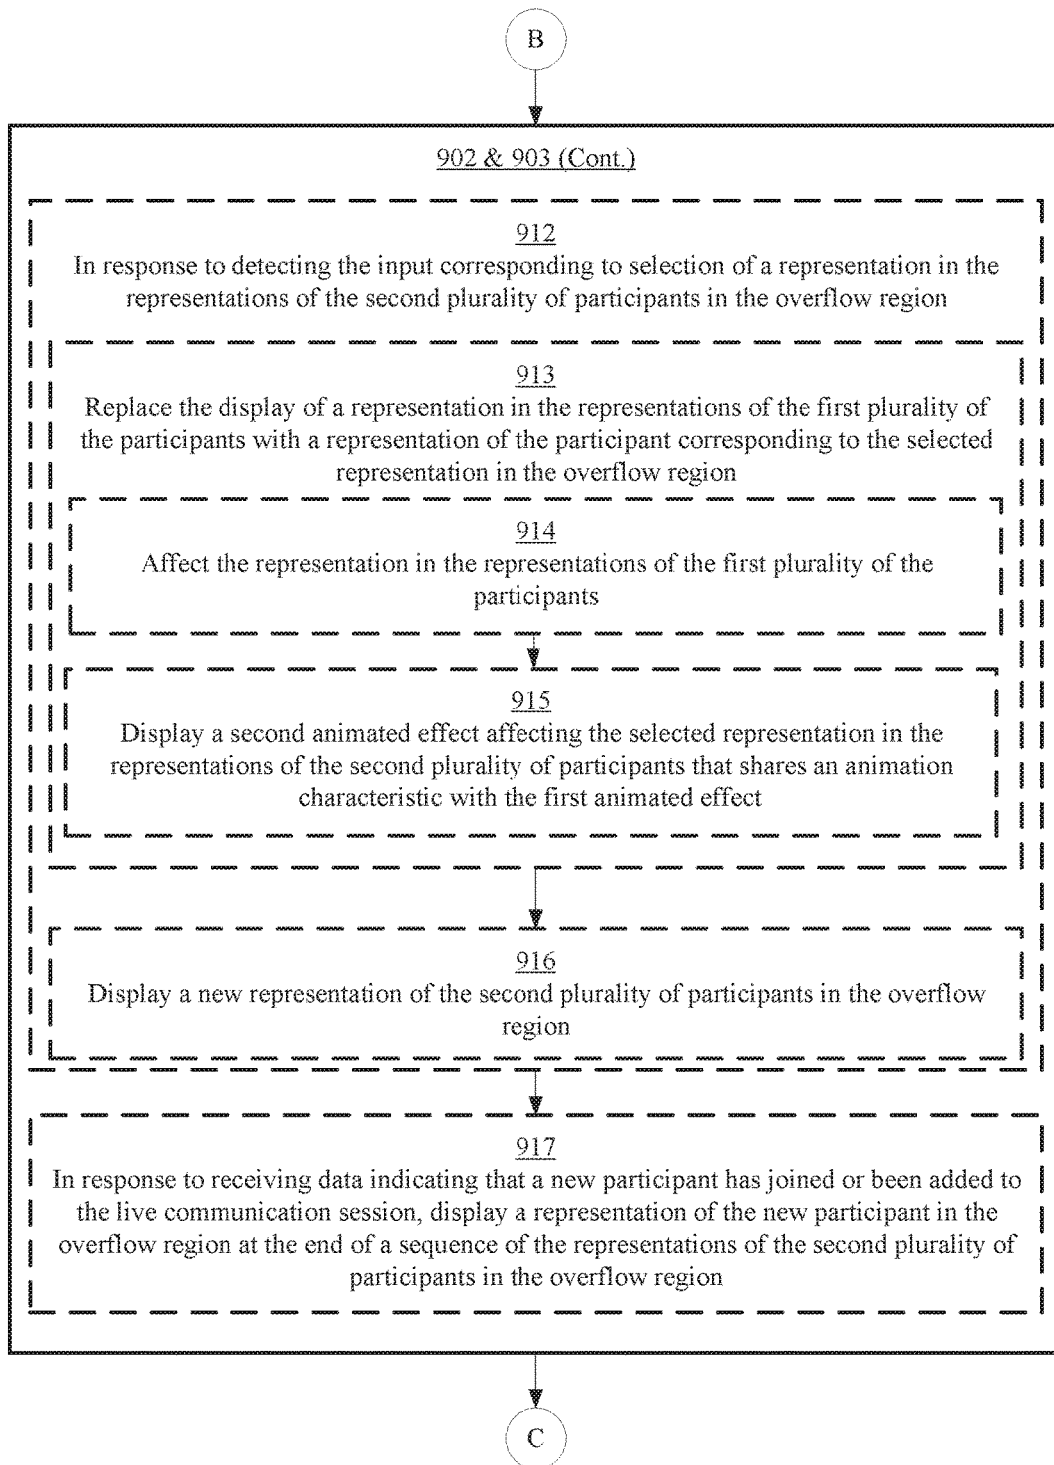 B
902 & 903 (Cont.)
912
In response to detecting the input corresponding to selection of a representation in the
representations of the second plurality of participants in the overflow region
913
Replace the display of a representation in the representations of the first plurality of
the participants with a representation of the participant corresponding to the selected
representation in the overflow region
914
Affect the representation in the representations of the first plurality of the
participants
915
Display a second animated effect affecting the selected representation in the
representations of the second plurality of participants that shares an animation
characteristic with the first animated effect
916
Display a new representation of the second plurality of participants in the overflow
region
917
In response to receiving data indicating that a new participant has joined or been added to
the live communication session, display a representation of the new participant in the
overflow region at the end of a sequence of the representations of the second plurality of
participants in the overflow region
C